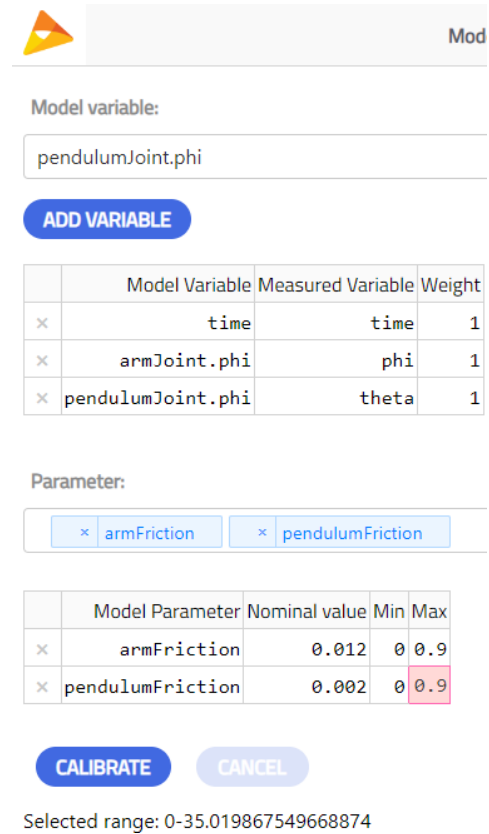 Mode
Model variable:
pendulumJoint.phi
ADD VARIABLE
Model Variable Measured Variable Weight
× time time 1
× armJoint.phi phi 1
× pendulumJoint.phi theta 1
Parameter:
× armFriction × pendulumFriction
Model Parameter Nominal value Min Max
× armFriction 0.012 0 0.9
× pendulumFriction 0.002 0 0.9
CALIBRATE CANCEL
Selected range: 0-35.019867549668874